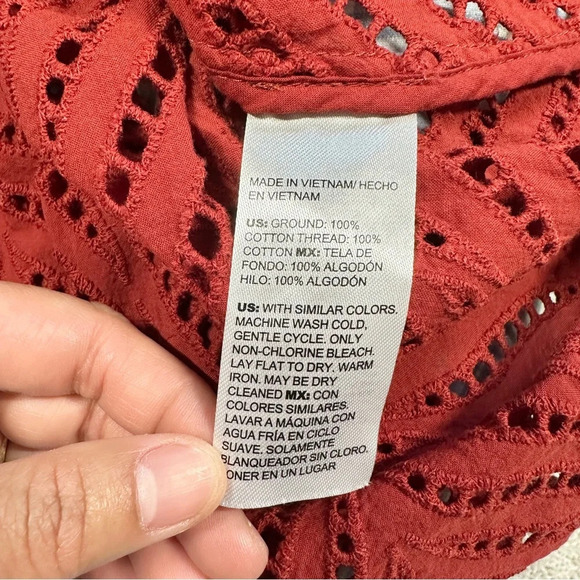 MADE IN VIETNAM/ HECHO
EN VIETNAM
US: GROUND: 100%
COTTON THREAD: 100%
COTTON MX: TELA DE
FONDO: 100% ALGODÓN
HILO: 100% ALGODÓN
US: WITH SIMILAR COLORS.
MACHINE WASH COLD,
GENTLE CYCLE. ONLY
NON-CHLORINE BLEACH.
LAY FLAT TO DRY. WARM
IRON. MAY BE DRY
CLEANED MX: CON
COLORES SIMILARES.
LAVAR A MÁQUINA CON
AGUA FRÍA EN CICLO
SUAVE. SOLAMENTE
BLANQUEADOR SIN CLORO.
ONER EN UN LUGAR